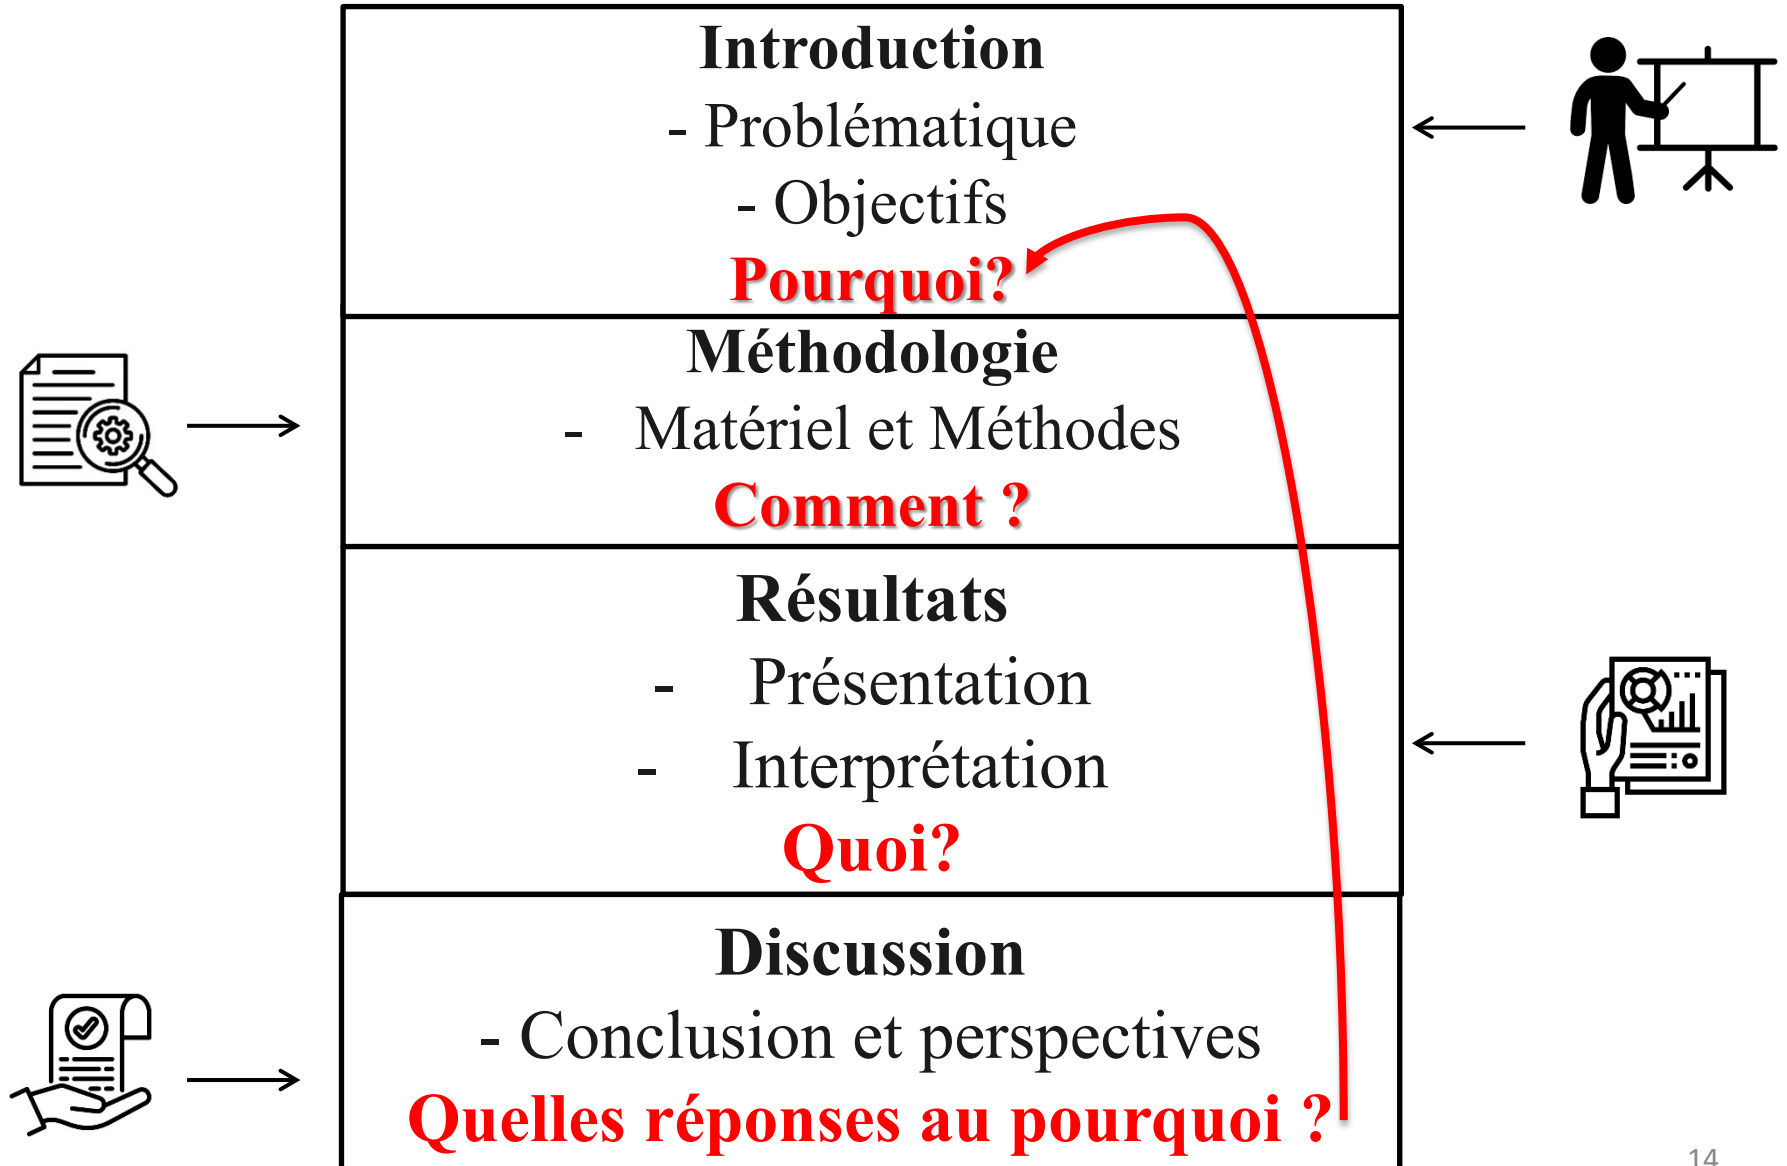 Introduction
- Problématique
- Objectifs
Pourquoi?
Méthodologie
- Matériel et Méthodes
Comment ?
Résultats
- Présentation
- Interprétation
Quoi?
Discussion
- Conclusion et perspectives
Quelles réponses au pourquoi ?
14